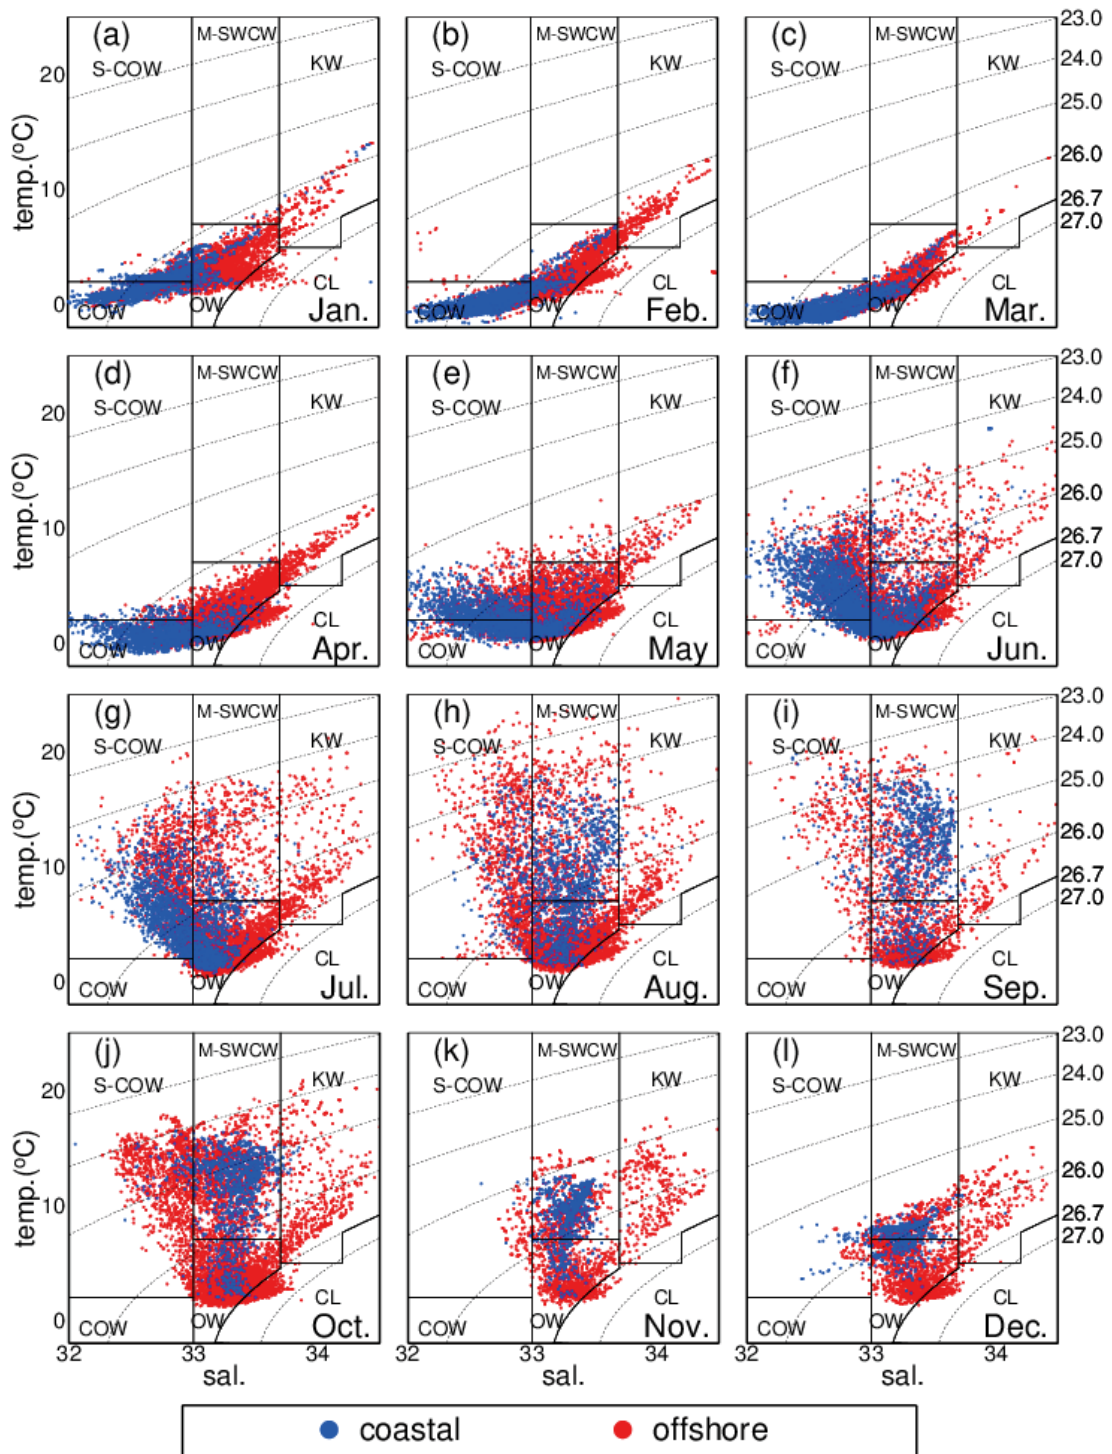 (a) M-SWCW (b) M-SWCW (c) M-SWCW 23.0
20 S-COW KW S-COW KW S-COW KW 24.0
25.0
temp.(ºC) 10 26.0
26.7
27.0
0 COW OW CL Jan. COW OW CL Feb. COW OW CL Mar.
(d) M-SWCW (e) M-SWCW (f) M-SWCW 23.0
20 S-COW KW S-COW KW S-COW KW 24.0
25.0
temp.(ºC) 10 26.0
26.7
27.0
0 COW OW CL Apr. COW OW CL May COW OW CL Jun.
(g) M-SWCW (h) M-SWCW (i) M-SWCW 23.0
20 S-COW KW S-COW KW S-COW KW 24.0
25.0
temp.(ºC) 10 26.0
26.7
27.0
0 COW OW CL Jul. COW OW CL Aug. COW OW CL Sep.
(j) M-SWCW (k) M-SWCW (l) M-SWCW 23.0
20 S-COW KW S-COW KW S-COW KW 24.0
25.0
temp.(ºC) 10 26.0
26.7
27.0
0 COW OW CL Oct. COW OW CL Nov. COW OW CL Dec.
32 33 34 32 33 34 32 33 34
sal. sal. sal.
coastal offshore